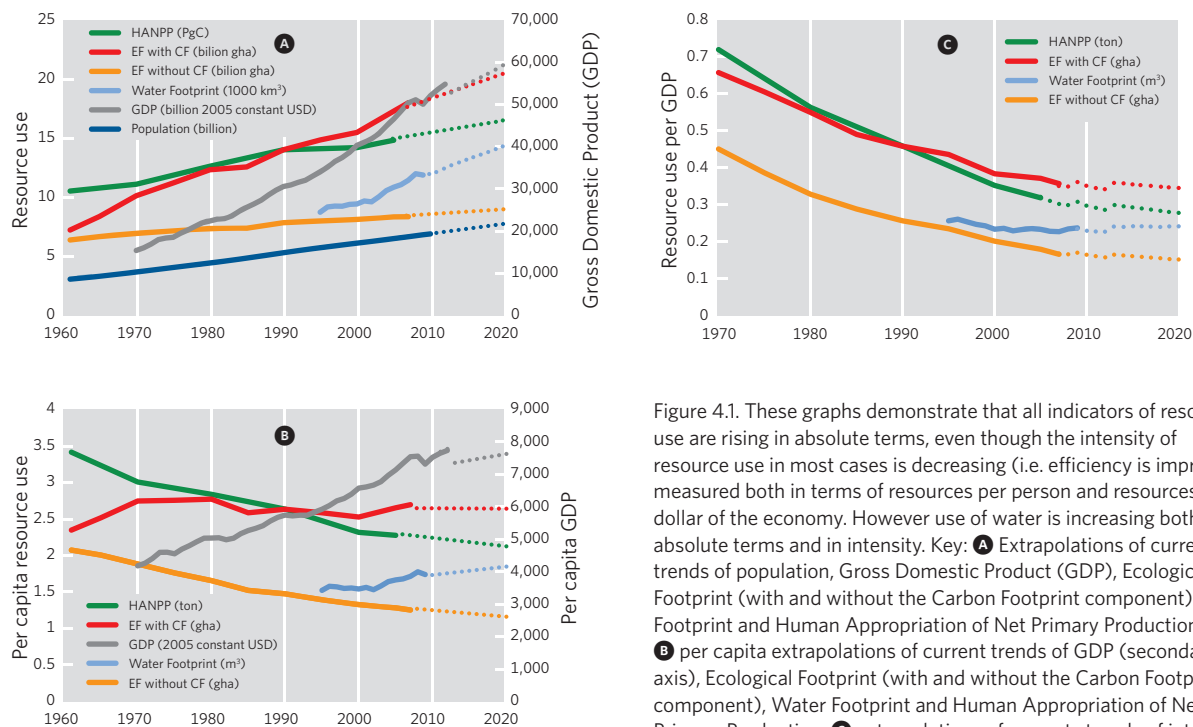 Resource use
25
20
15
10
5
0
A
HANPP (PgC)
EF with CF (bilion gha)
EF without CF (bilion gha)
Water Footprint (1000 km³)
GDP (billion 2005 constant USD)
Population (billion)
70,000
60,000
50,000
40,000
30,000
20,000
10,000
0
Gross Domestic Product (GDP)
1960 1970 1980 1990 2000 2010 2020
Resource use per GDP
0.8
0.7
0.6
0.5
0.4
0.3
0.2
0.1
0
C
HANPP (ton)
EF with CF (gha)
Water Footprint (m³)
EF without CF (gha)
1970 1980 1990 2000 2010 2020
Per capita resource use
4
3.5
3
2.5
2
1.5
1
0.5
0
B
HANPP (ton)
EF with CF (gha)
GDP (2005 constant USD)
Water Footprint (m³)
EF without CF (gha)
9,000
8,000
7,000
6,000
5,000
4,000
3,000
2,000
1,000
0
Per capita GDP
1960 1970 1980 1990 2000 2010 2020
Figure 4.1. These graphs demonstrate that all indicators of reso
use are rising in absolute terms, even though the intensity of
resource use in most cases is decreasing (i.e. efficiency is impr
measured both in terms of resources per person and resources
dollar of the economy. However use of water is increasing both
absolute terms and in intensity. Key: A Extrapolations of curre
trends of population, Gross Domestic Product (GDP), Ecologic
Footprint (with and without the Carbon Footprint component)
Footprint and Human Appropriation of Net Primary Production
B per capita extrapolations of current trends of GDP (seconda
axis), Ecological Footprint (with and without the Carbon Footp
component), Water Footprint and Human Appropriation of Ne